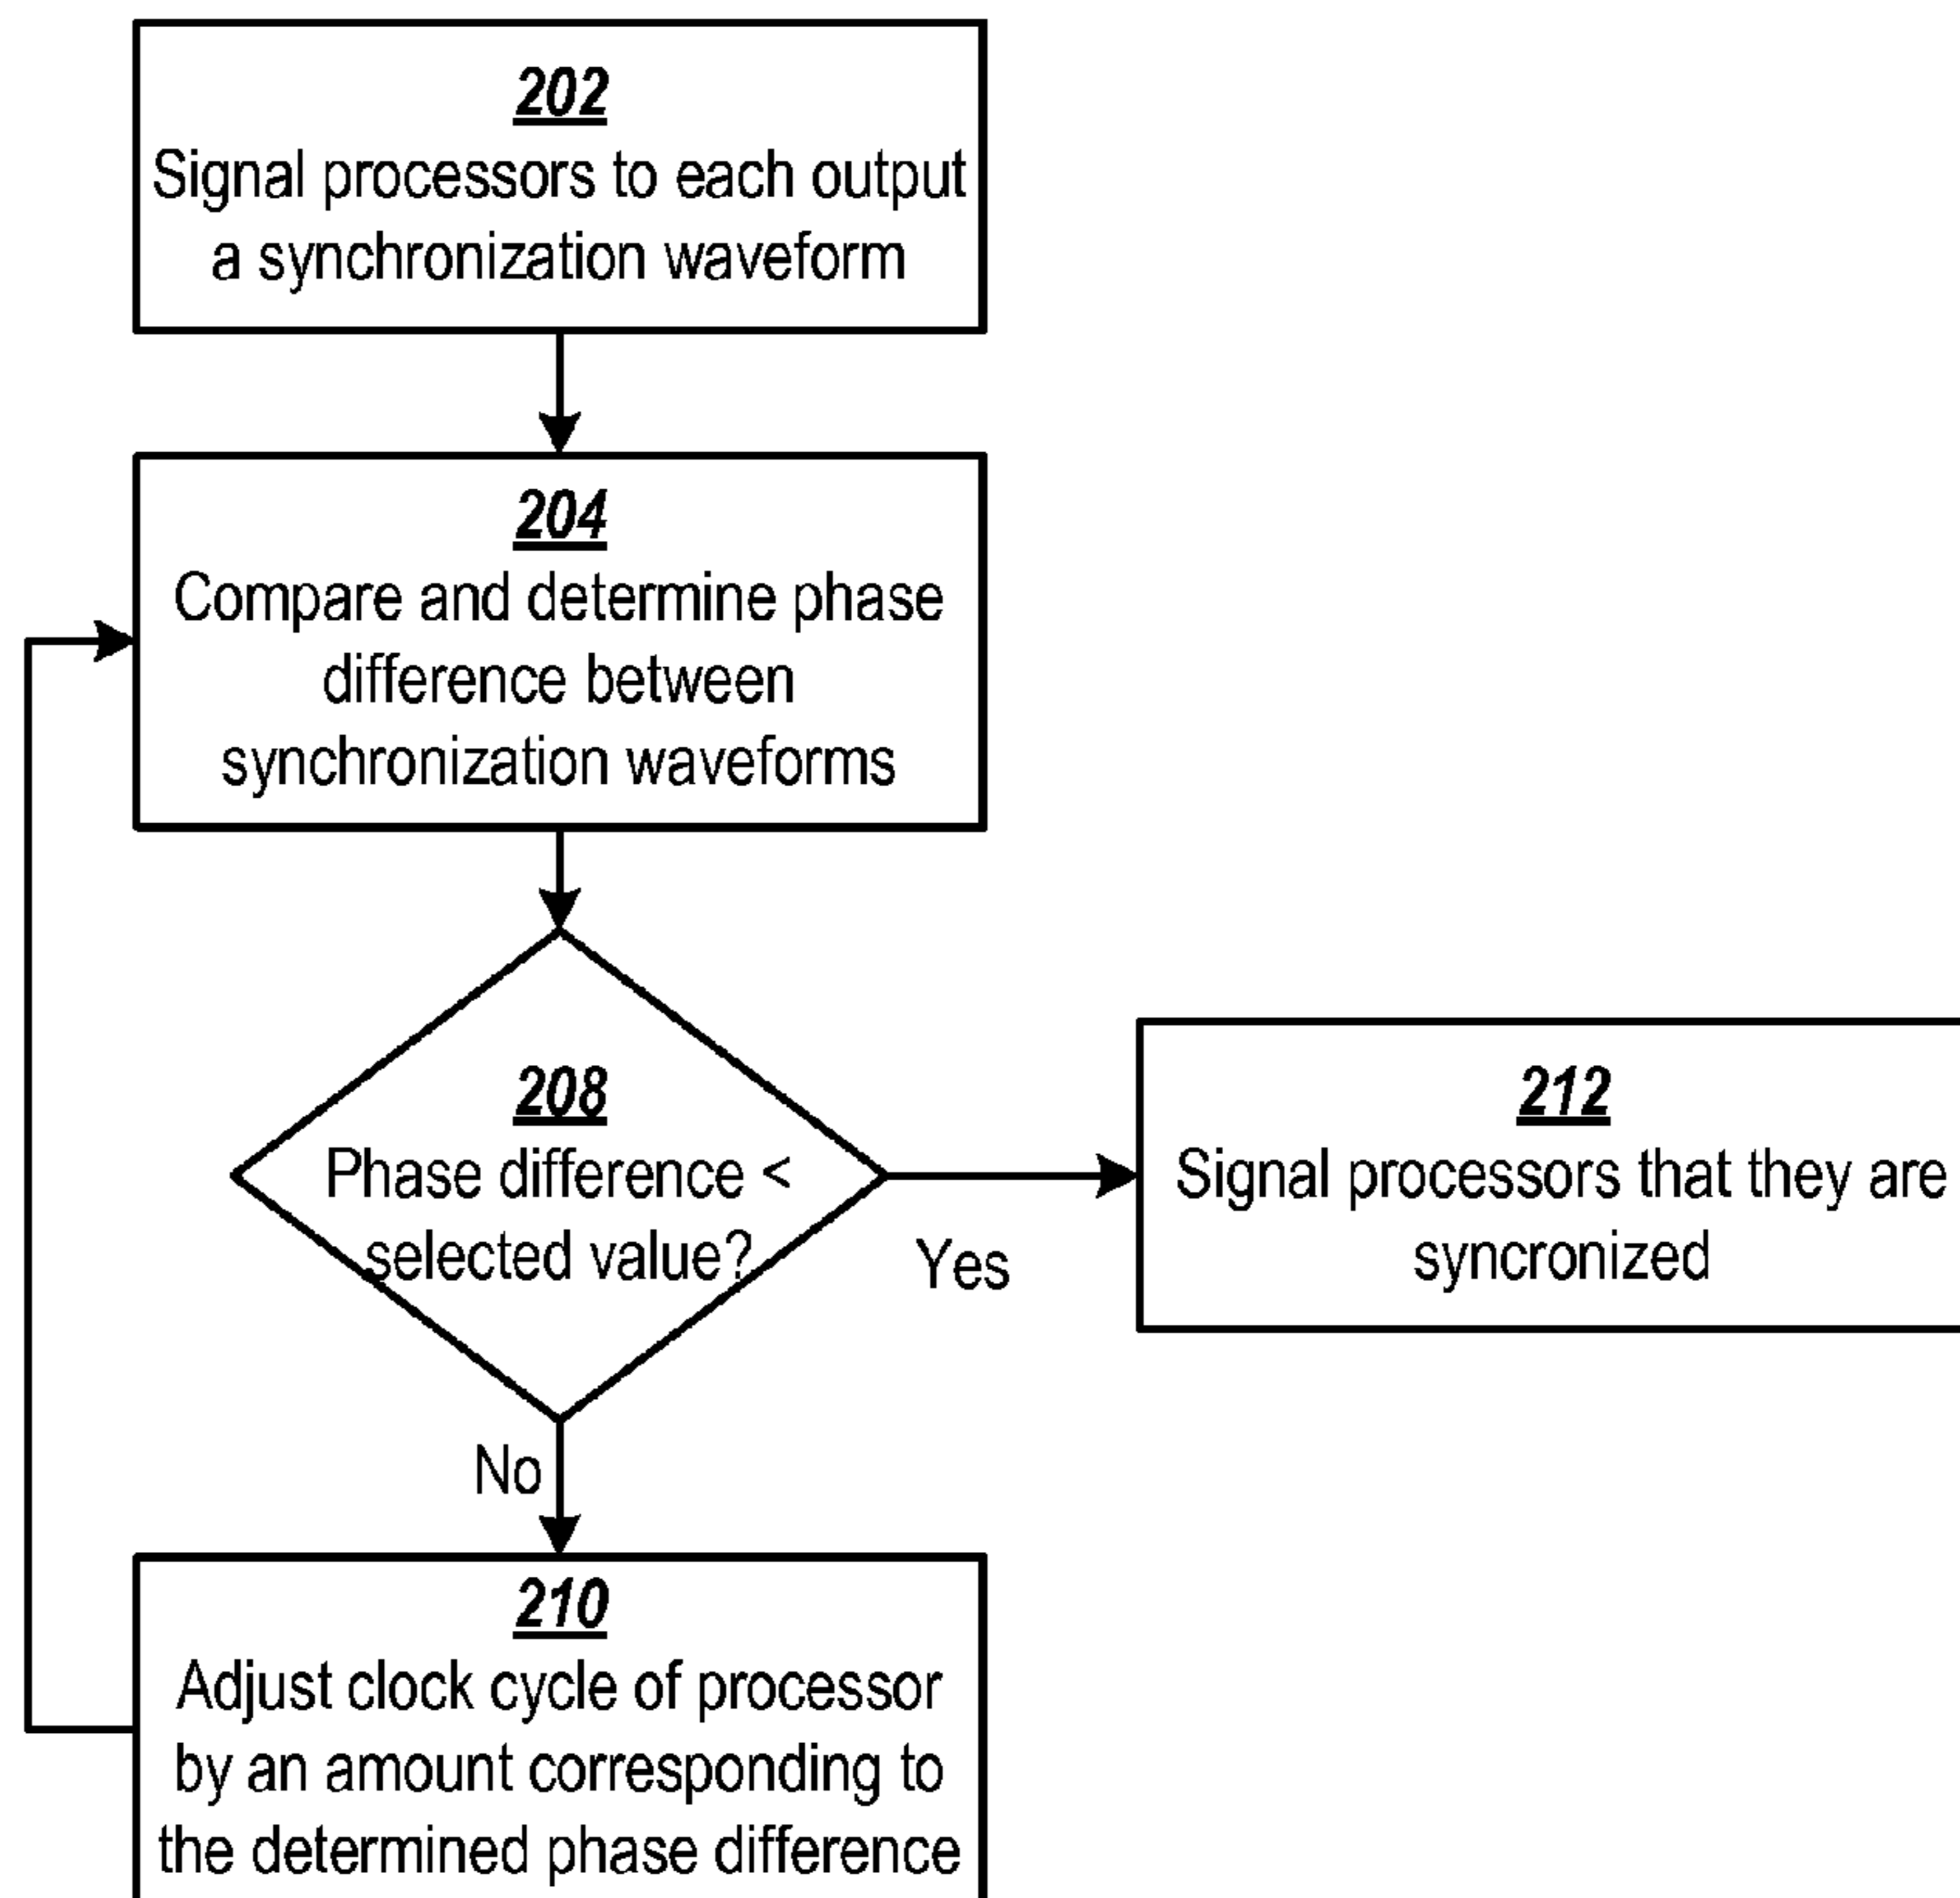 202
Signal processors to each output
a synchronization waveform
204
Compare and determine phase
difference between
synchronization waveforms
208
Phase difference <
selected value?
Yes
212
Signal processors that they are
syncronized
No
210
Adjust clock cycle of processor
by an amount corresponding to
the determined phase difference